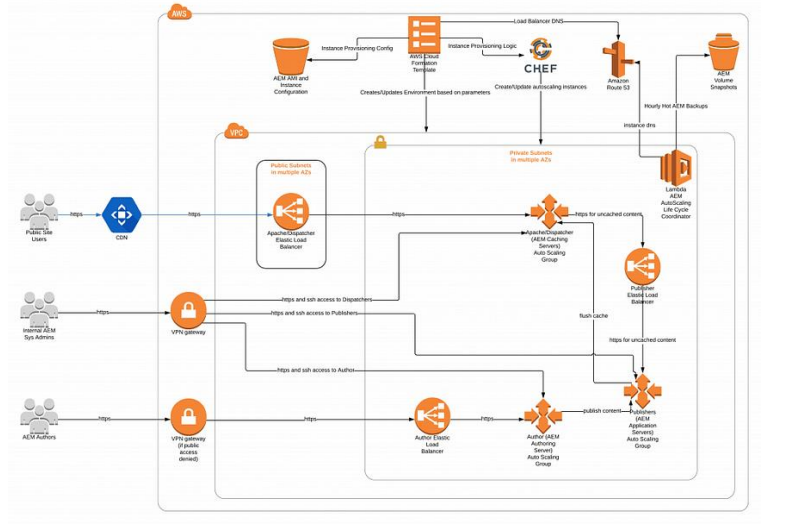 AWS
Load Balancer DNS
Instance Provisioning Config
Instance Provisioning Logic
CHEF
AWS Cloud
Formation
Template
AEM AMI and
Instance
Configuration
Amazon
Route 53
AEM
Volume
Snapshots
Creates/Updates Environment based on parameters
Create/Update autoscaling instances
Hourly Hot AEM Backups
instance dns
VPC
Private Subnets
in multiple AZs
Public Subnets
in multiple AZs
Lambda
AEM
AutoScaling
Life Cycle
Coordinator
https
https
https
https for uncached content
Public Site
Users
CDN
Apache/Dispatcher
Elastic Load
Balancer
Apache/Dispatcher
(AEM Caching
Servers)
Auto Scaling
Group
Publisher
Elastic Load
Balancer
https and ssh access to Dispatchers
https
https and ssh access to Publishers
flush cache
Internal AEM
Sys Admins
VPN gateway
https for uncached content
https and ssh access to Author
publish content
https
https
https
AEM Authors
VPN gateway
(if public
access
denied)
Author Elastic
Load
Balancer
Author (AEM
Authoring
Server)
Auto Scaling
Group
Publishers
(AEM
Application
Servers)
Auto Scaling
Group